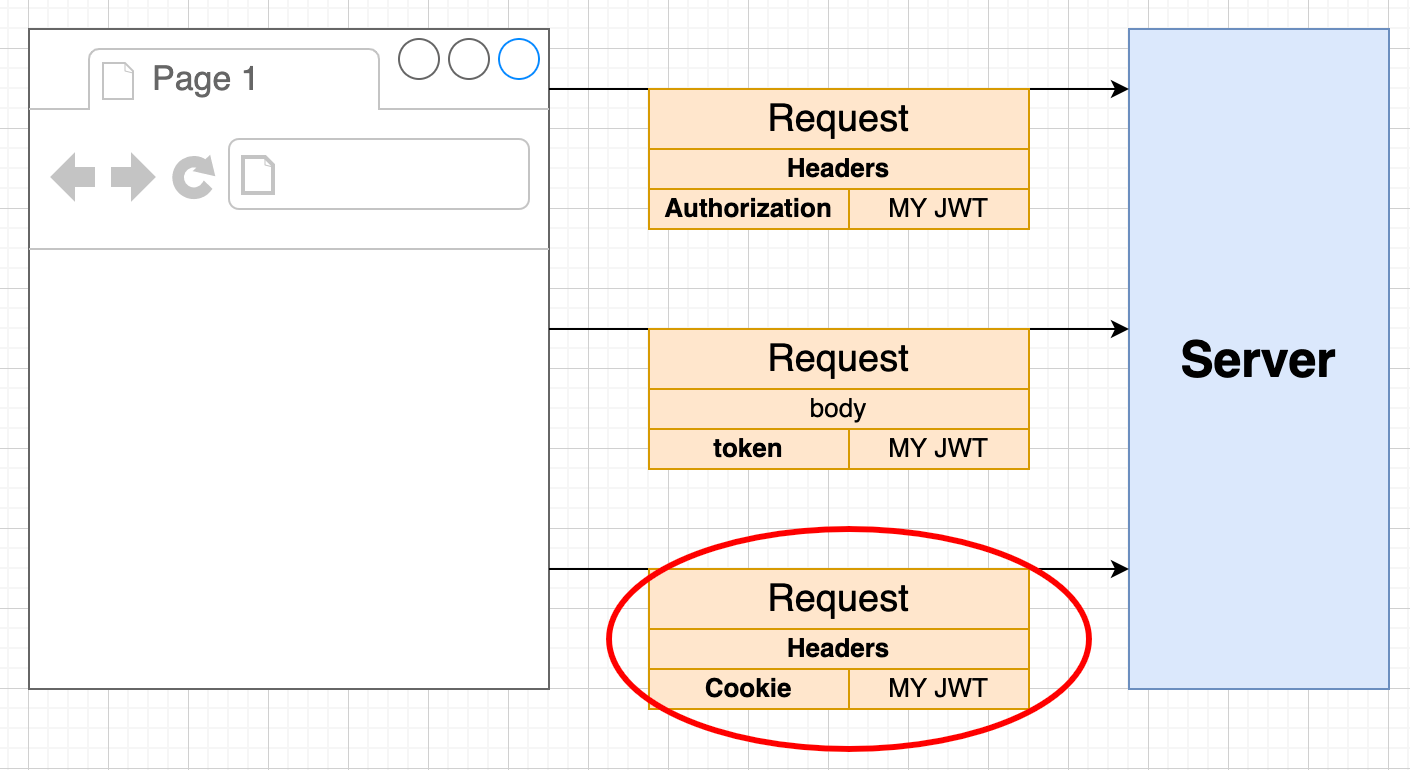 Page 1
Request
Headers
Authorization MY JWT
Request
body
token MY JWT
Request
Headers
Cookie MY JWT
Server